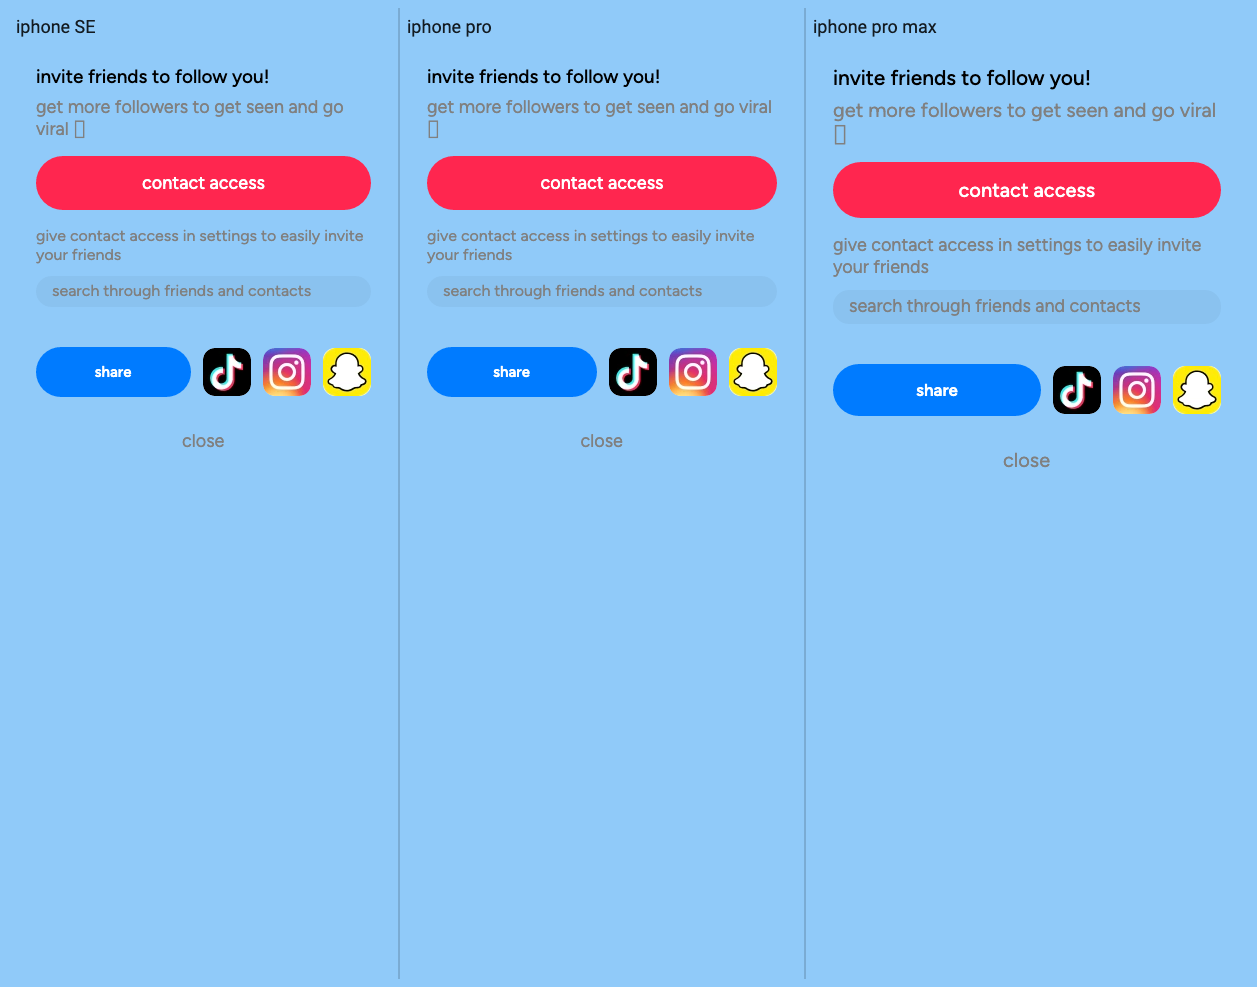 iphone SE
invite friends to follow you!
get more followers to get seen and go
viral
contact access
give contact access in settings to easily invite
your friends
search through friends and contacts
share
close
iphone pro
invite friends to follow you!
get more followers to get seen and go viral
contact access
give contact access in settings to easily invite
your friends
search through friends and contacts
share
close
iphone pro max
invite friends to follow you!
get more followers to get seen and go viral
contact access
give contact access in settings to easily invite
your friends
search through friends and contacts
share
close